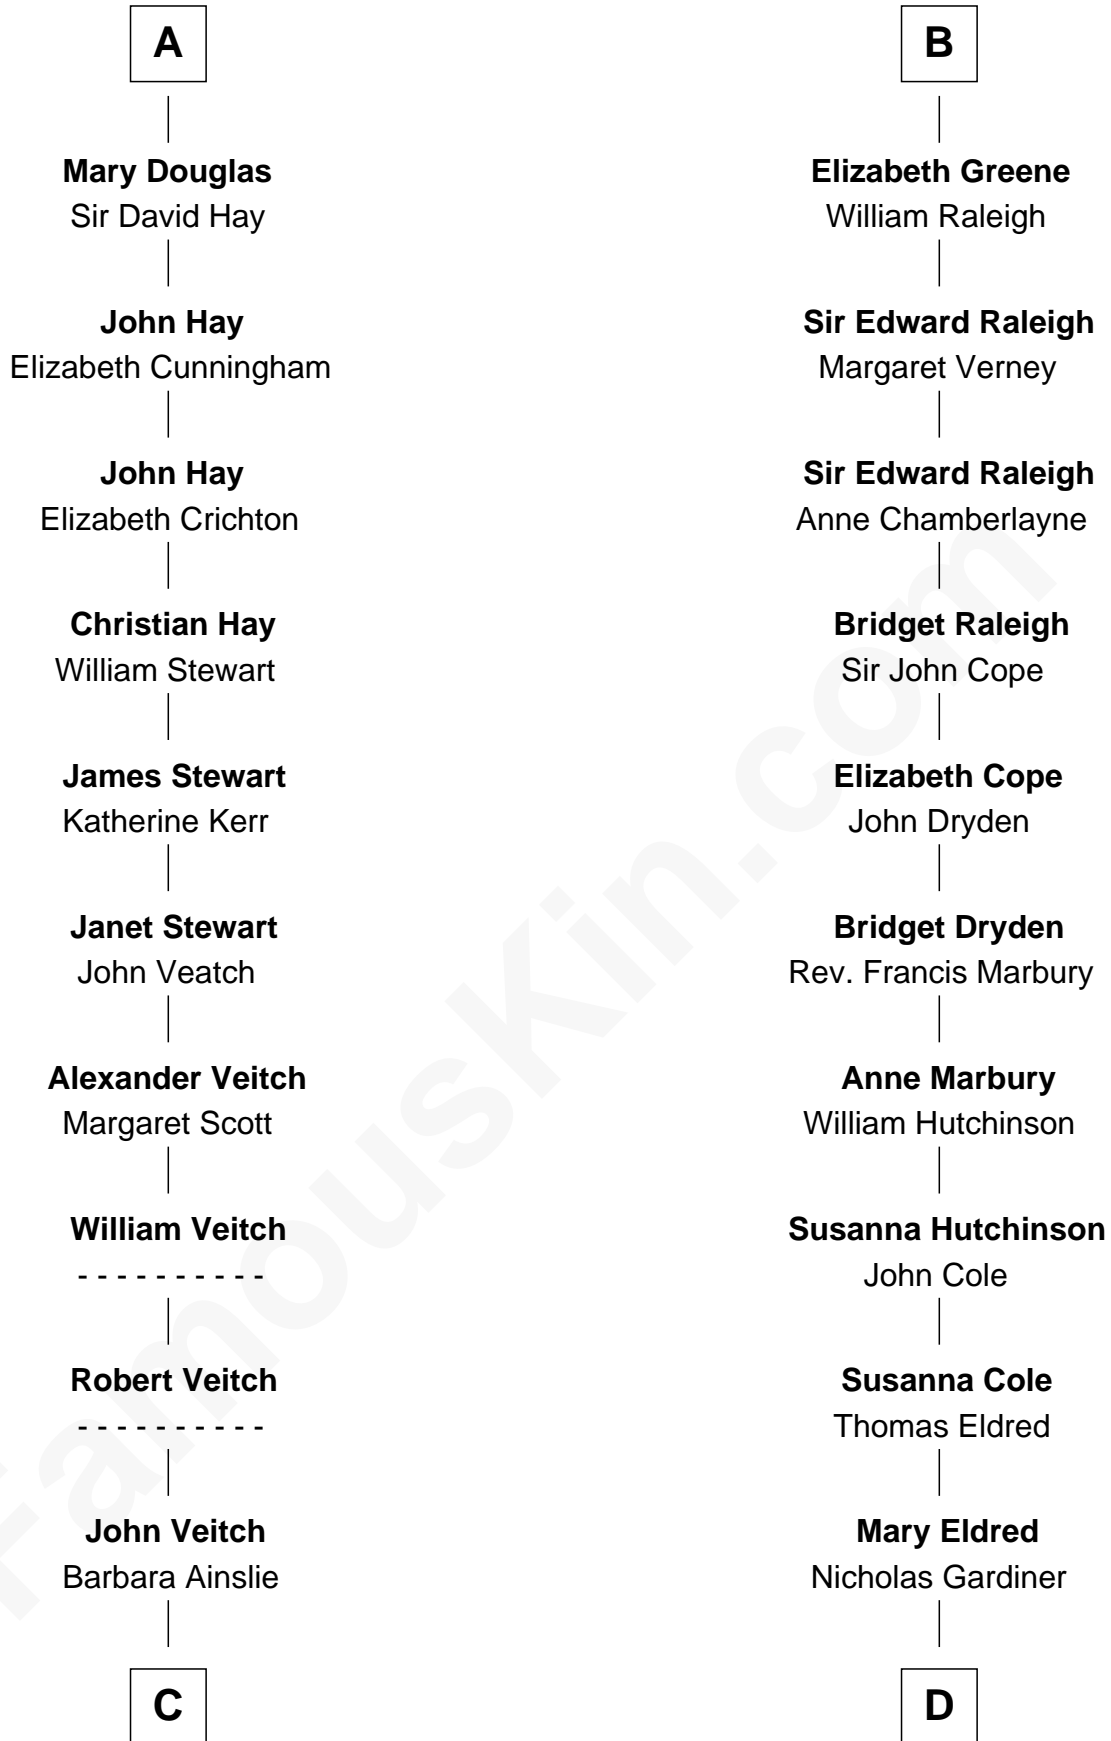 A
Mary Douglas
Sir David Hay
John Hay
Elizabeth Cunningham
John Hay
Elizabeth Crichton
Christian Hay
William Stewart
James Stewart
Katherine Kerr
Janet Stewart
John Veatch
Alexander Veitch
Margaret Scott
William Veitch
- - - - - - - - - -
Robert Veitch
- - - - - - - - - -
John Veitch
Barbara Ainslie
C
B
Elizabeth Greene
William Raleigh
Sir Edward Raleigh
Margaret Verney
Sir Edward Raleigh
Anne Chamberlayne
Bridget Raleigh
Sir John Cope
Elizabeth Cope
John Dryden
Bridget Dryden
Rev. Francis Marbury
Anne Marbury
William Hutchinson
Susanna Hutchinson
John Cole
Susanna Cole
Thomas Eldred
Mary Eldred
Nicholas Gardiner
D
FamousKin.com